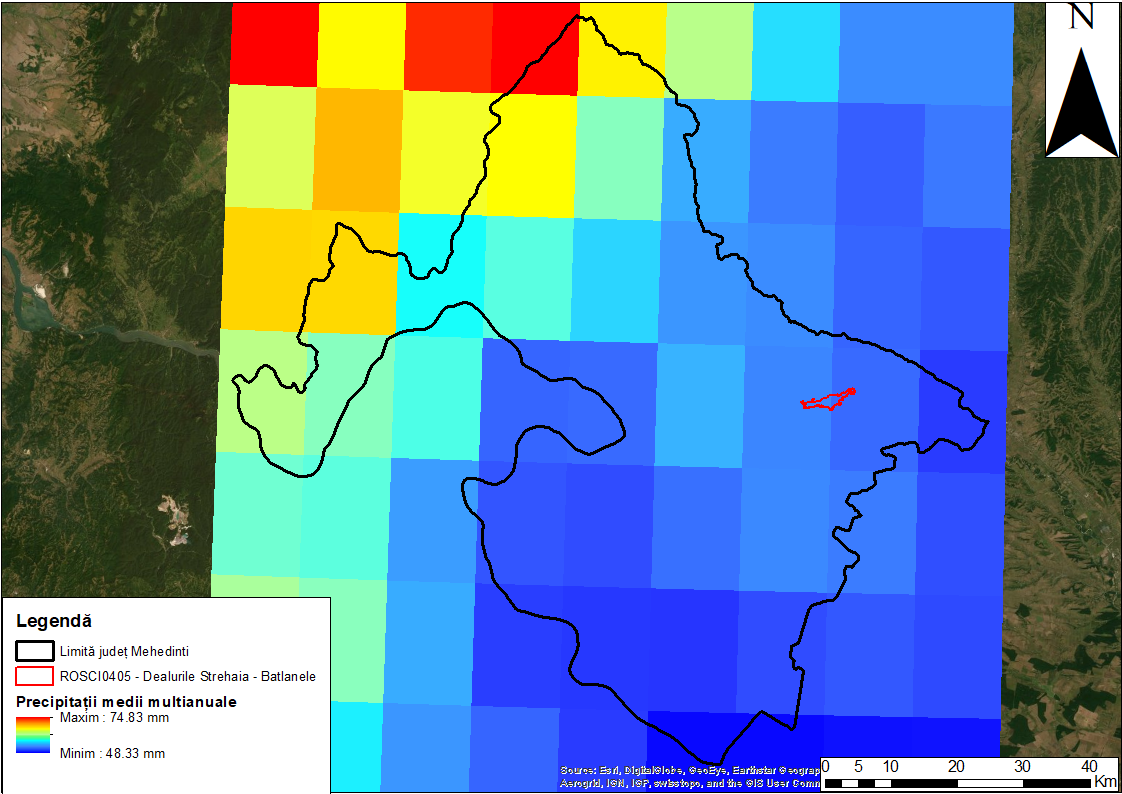 N
Legendă
Limită județ Mehedinti
ROSCI0405 - Dealurile Strehaia - Batlanele
Precipitații medii multianuale
Maxim : 74.83 mm
Minim : 48.33 mm
Source: Esri, DigitalGlobe, GeoEye, Earthstar Geograp
Aerogrid, IGN, IGP, swisstopo, and the GIS User Comm
0 5 10 20 30 40
Km